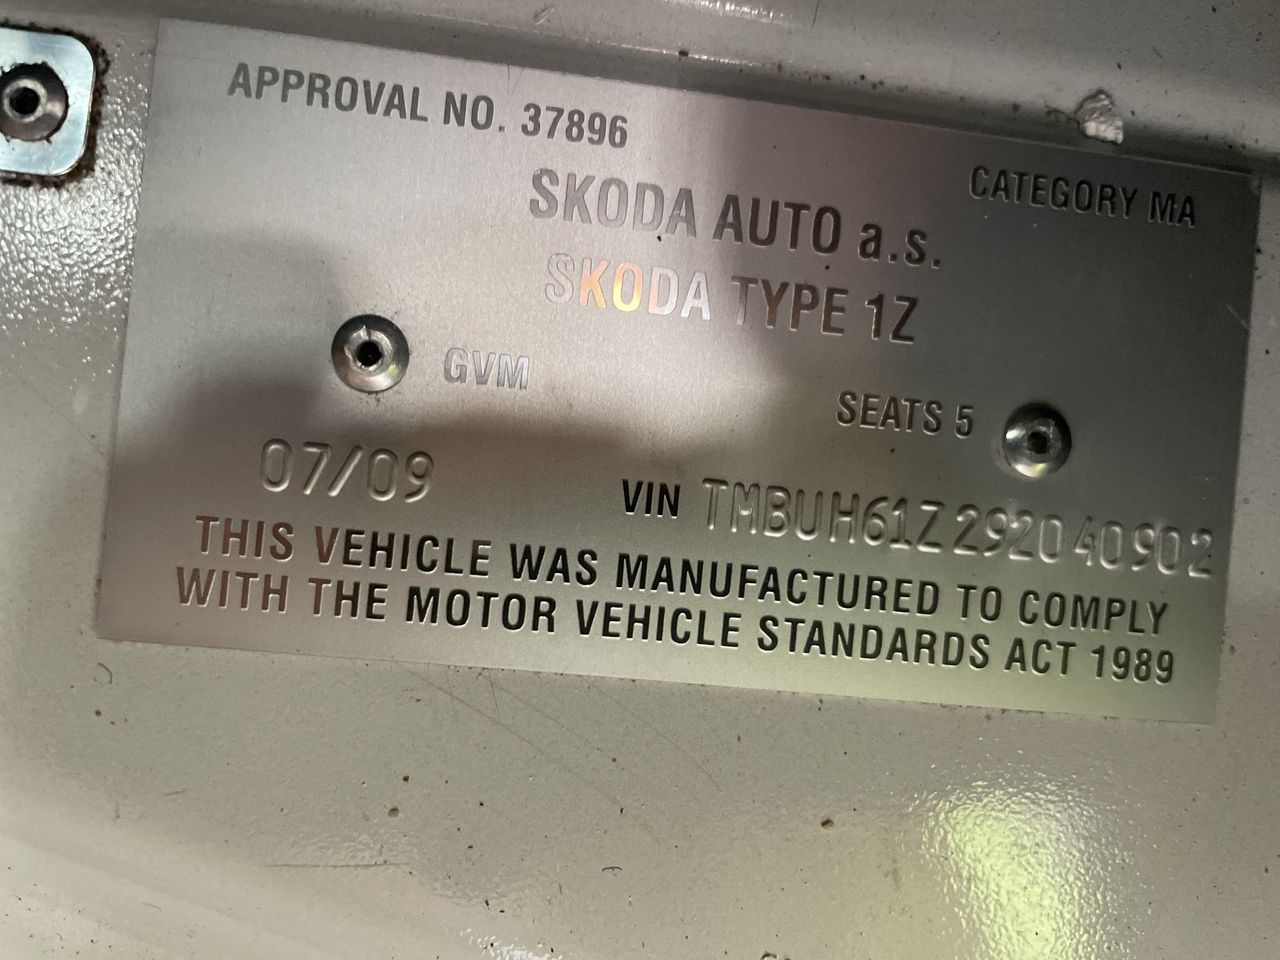 APPROVAL NO. 37896
CATEGORY MA
SKODA AUTO a.s.
SKODA TYPE 1Z
GVM
SEATS 5
07/09
VIN TMBUH61Z292040902
THIS VEHICLE WAS MANUFACTURED TO COMPLY
WITH THE MOTOR VEHICLE STANDARDS ACT 1989